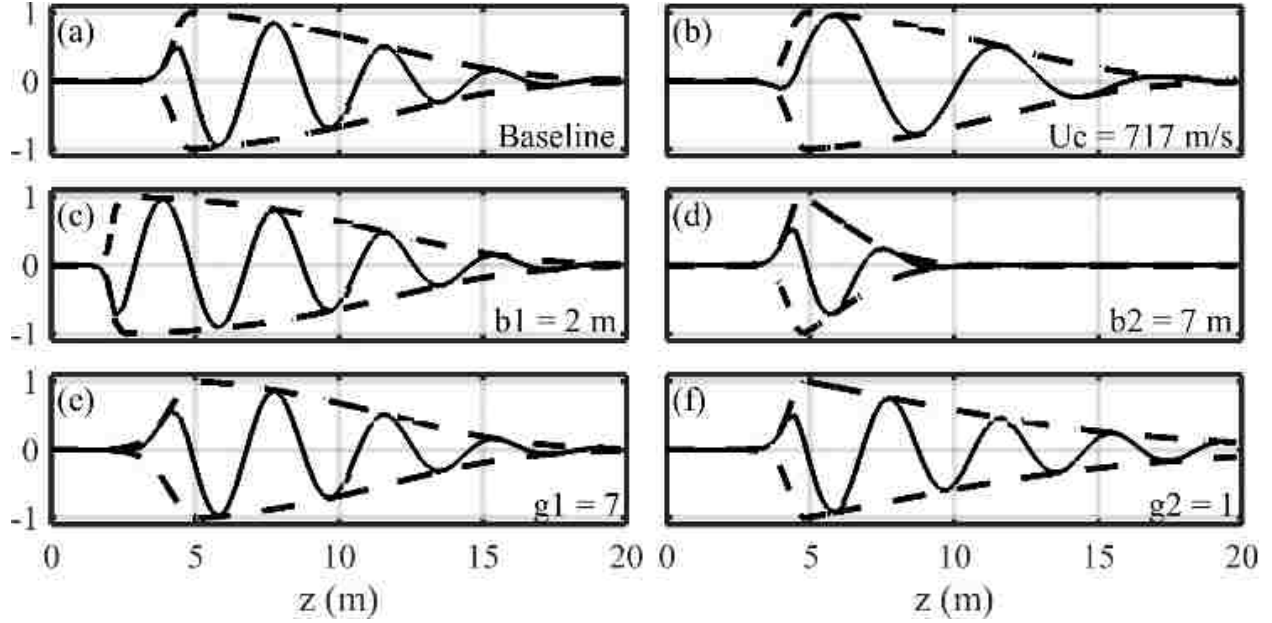 1
0
-1
(a)
Baseline
(b)
Uc = 717 m/s
1
0
-1
(c)
b1 = 2 m
(d)
b2 = 7 m
1
0
-1
(e)
g1 = 7
(f)
g2 = 1
0 5 10 15 20
0 5 10 15 20
z (m)
z (m)